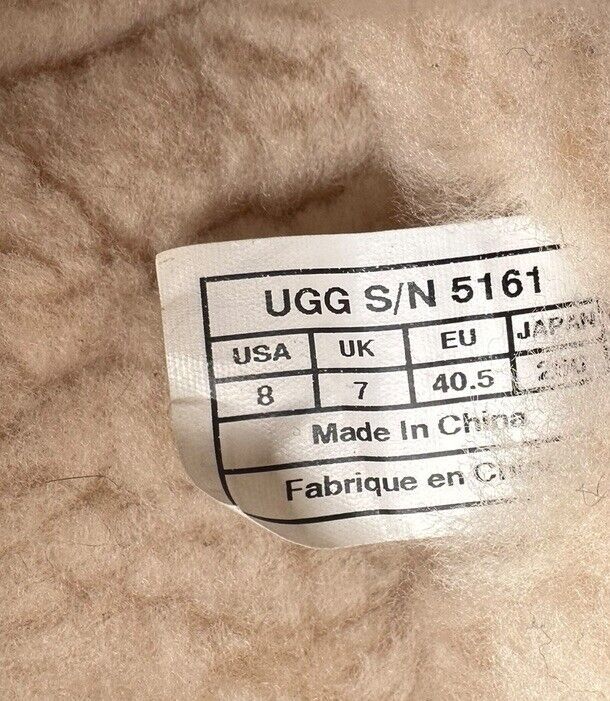 UGG S/N 5161
USA UK EU JAPAN
8 7 40.5
Made In China
Fabrique en